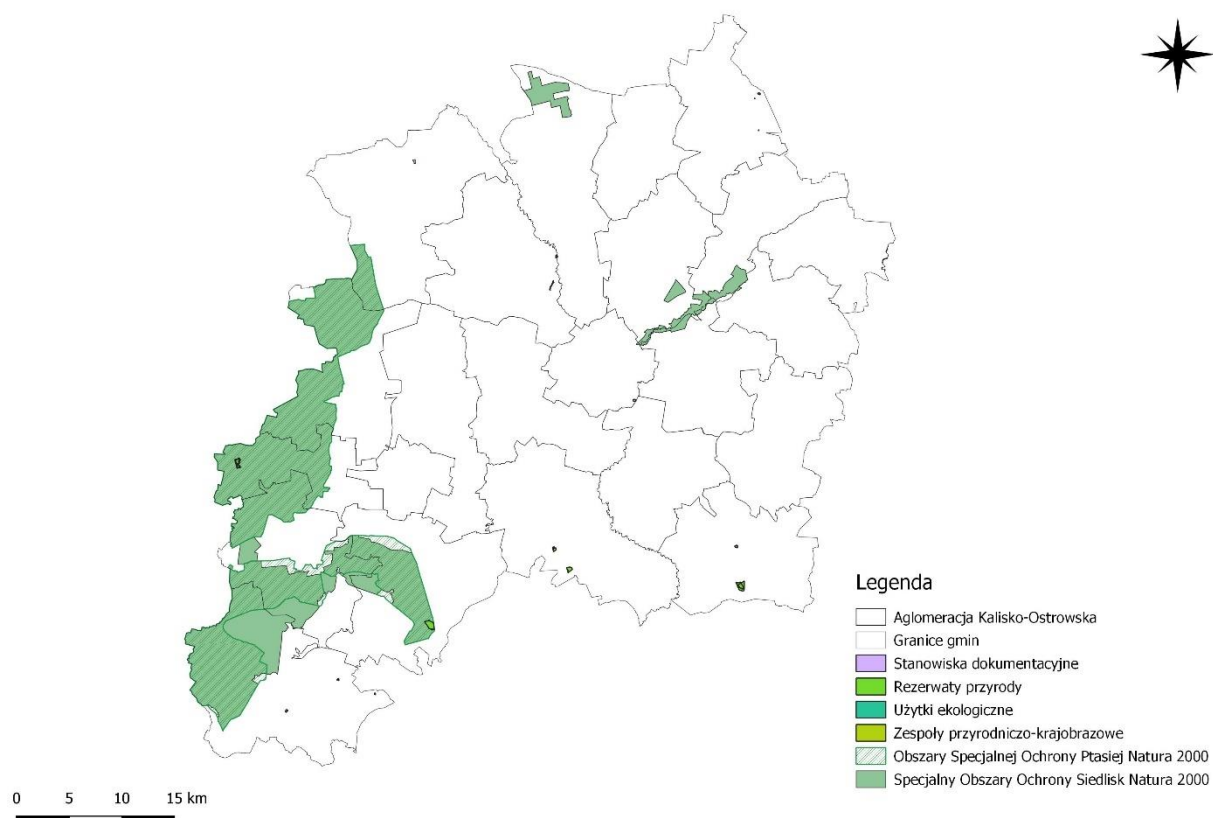 Legenda
Aglomeracja Kalisko-Ostrowska
Granice gmin
Stanowiska dokumentacyjne
Rezerwaty przyrody
Użytki ekologiczne
Zespoły przyrodniczo-krajobrazowe
Obszary Specjalnej Ochrony Ptasiej Natura 2000
Specjalny Obszary Ochrony Siedlisk Natura 2000
0 5 10 15 km